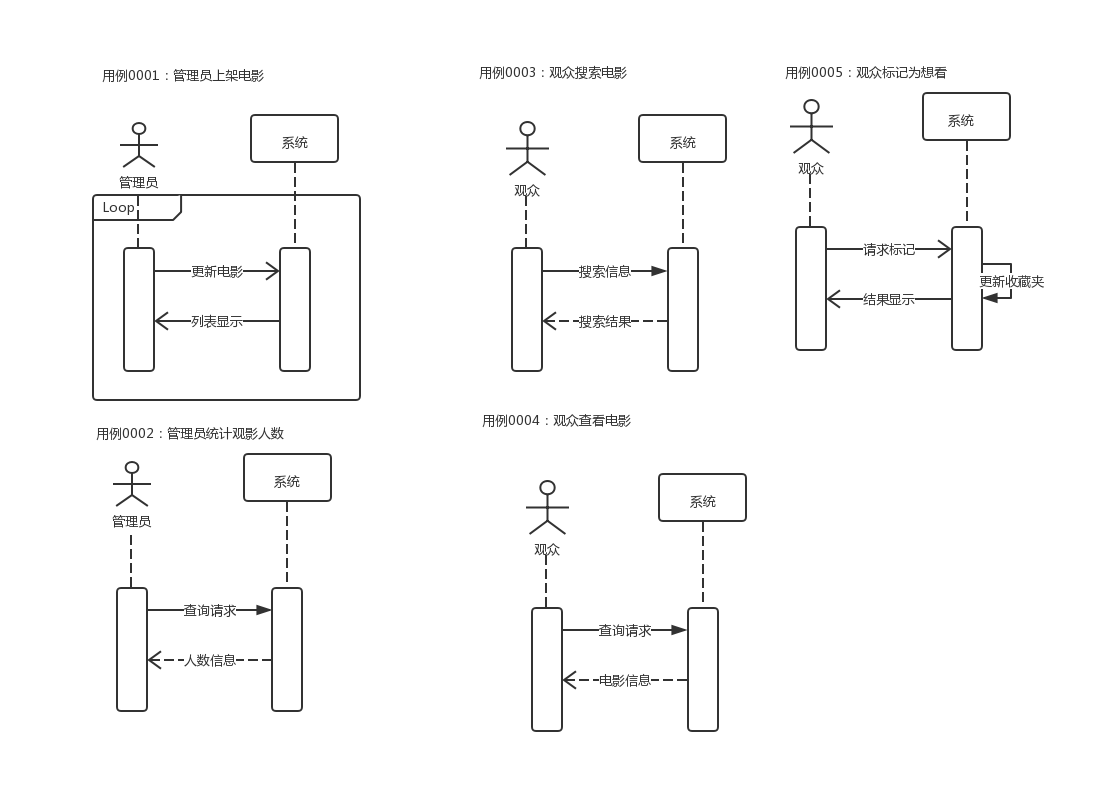 用例0001：管理员上架电影
系统
管理员
Loop
更新电影
列表显示
用例0002：管理员统计观影人数
系统
管理员
查询请求
人数信息
用例0003：观众搜索电影
系统
观众
搜索信息
搜索结果
用例0004：观众查看电影
系统
观众
查询请求
电影信息
用例0005：观众标记为想看
系统
观众
请求标记
更新收藏夹
结果显示